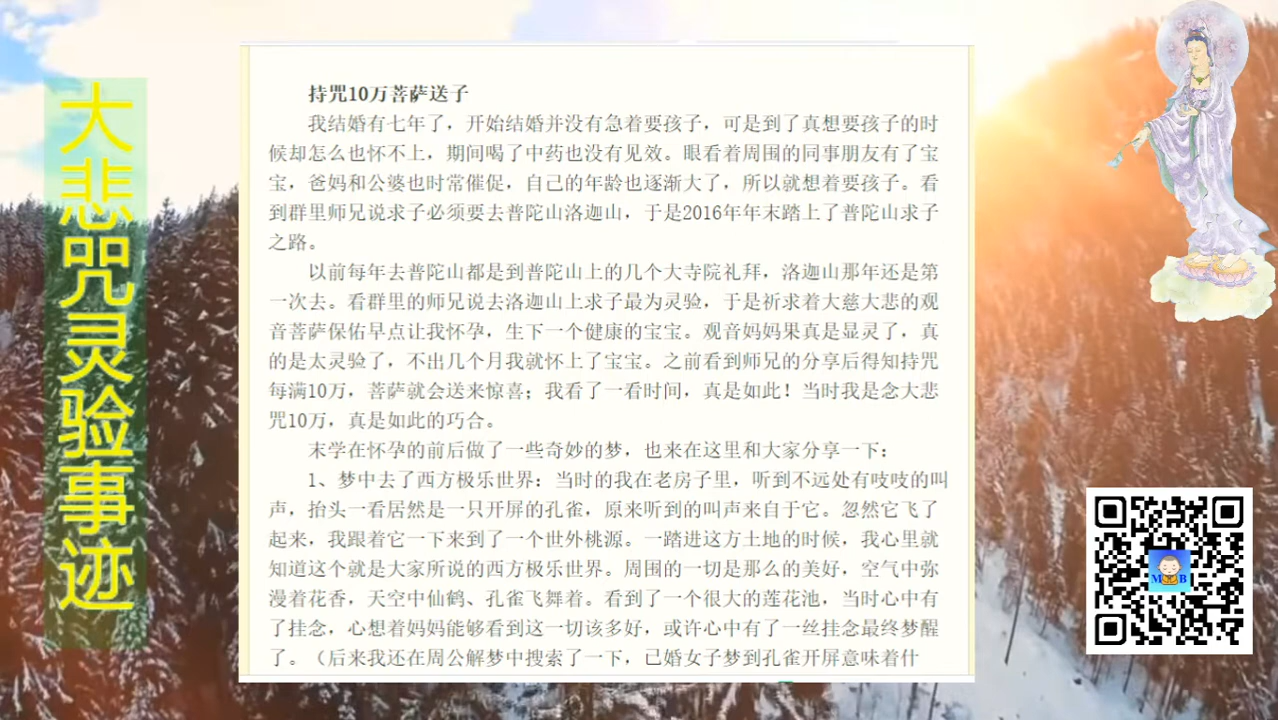 大悲咒灵验事迹
持咒10万菩萨送子
我结婚有七年了，开始结婚并没有急着要孩子，可是到了真想要孩子的时
候却怎么也怀不上，期间喝了中药也没有见效。眼看着周围的同事朋友有了宝
宝，爸妈和公婆也时常催促，自己的年龄也逐渐大了，所以就想着要孩子。看
到群里师兄说求子必须要去普陀山洛迦山，于是2016年年末踏上了普陀山求子
之路。
以前每年去普陀山都是到普陀山上的几个大寺院礼拜，洛迦山那年还是第
一次去。看群里的师兄说去洛迦山上求子最为灵验，于是祈求着大慈大悲的观
音菩萨保佑早点让我怀孕，生下一个健康的宝宝。观音妈妈果真是显灵了，真
的是太灵验了，不出几个月我就怀上了宝宝。之前看到师兄的分享后得知持咒
每满10万，菩萨就会送来惊喜；我看了一看时间，真是如此！当时我是念大悲
咒10万，真是如此的巧合。
末学在怀孕的前后做了一些奇妙的梦，也来在这里和大家分享一下：
1、梦中去了西方极乐世界：当时的我在老房子里，听到不远处有吱吱的叫
声，抬头一看居然是一只开屏的孔雀，原来听到的叫声来自于它。忽然它飞了
起来，我跟着它一下来到了一个世外桃源。一踏进这方土地的时候，我心里就
知道这个就是大家所说的西方极乐世界。周围的一切是那么的美好，空气中弥
漫着花香，天空中仙鹤、孔雀飞舞着。看到了一个很大的莲花池，当时心中有
了挂念，心想着妈妈能够看到这一切该多好，或许心中有了一丝挂念最终梦醒
了。（后来我还在周公解梦中搜索了一下，已婚女子梦到孔雀开屏意味着什
M B